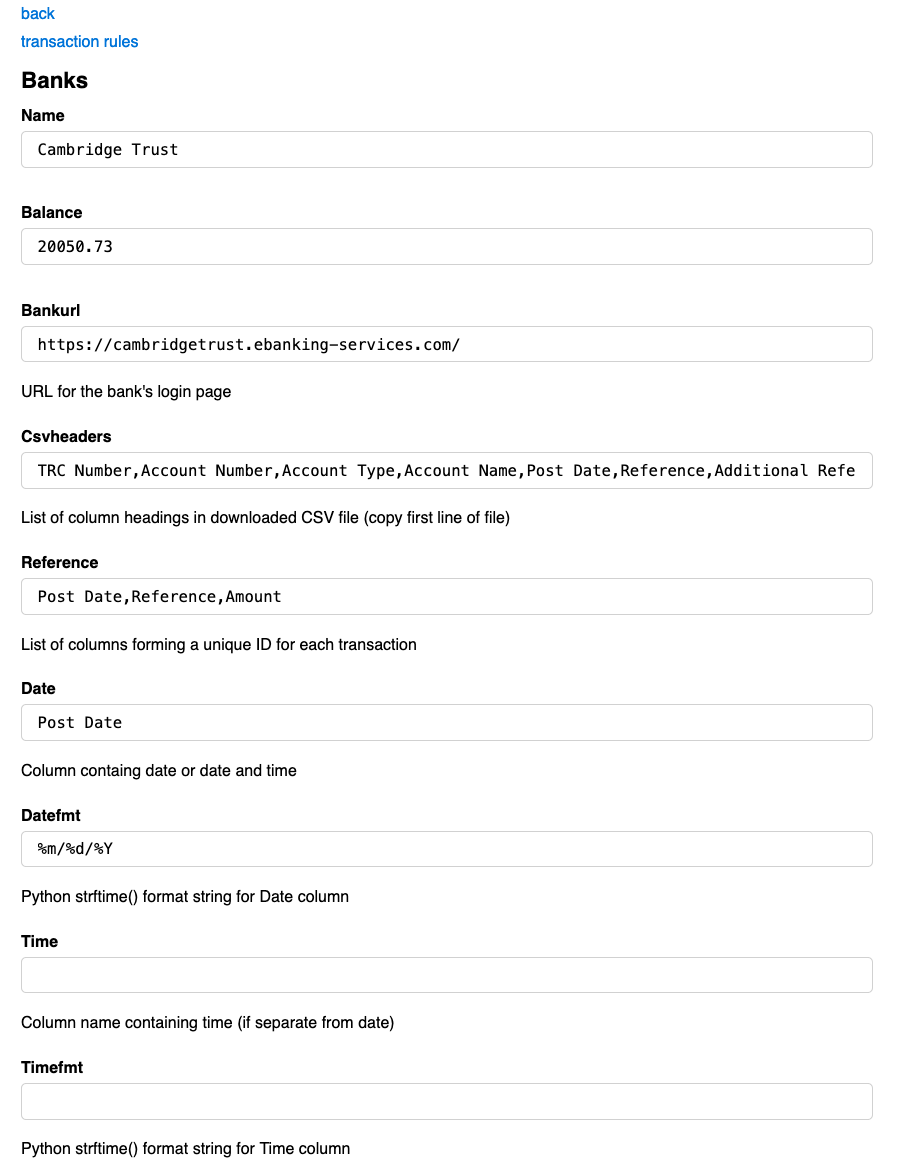 back
transaction rules
Banks
Name
Cambridge Trust
Balance
20050.73
Bankurl
https://cambridgetrust.ebanking-services.com/
URL for the bank's login page
Csvheaders
TRC Number,Account Number,Account Type,Account Name,Post Date,Reference,Additional Refe
List of column headings in downloaded CSV file (copy first line of file)
Reference
Post Date,Reference,Amount
List of columns forming a unique ID for each transaction
Date
Post Date
Column containg date or date and time
Datefmt
%m/%d/%Y
Python strftime() format string for Date column
Time
Column name containing time (if separate from date)
Timefmt
Python strftime() format string for Time column